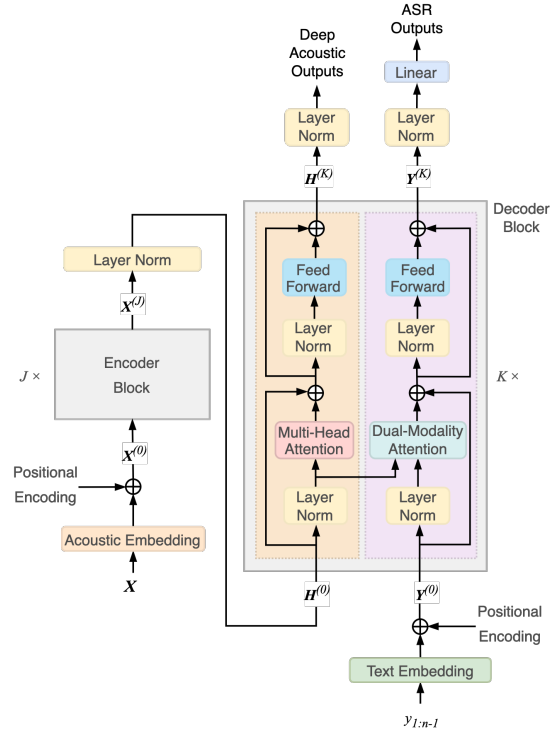 ASR
Outputs
Deep
Acoustic
Outputs
Linear
Layer
Norm
Layer
Norm
H(K)
Y(K)
Decoder
Block
Layer Norm
Feed
Forward
Feed
Forward
X(J)
Layer
Norm
Layer
Norm
Encoder
Block
J ×
K ×
Multi-Head
Attention
Dual-Modality
Attention
X(0)
Positional
Encoding
Layer
Norm
Layer
Norm
Acoustic Embedding
X
H(0)
Y(0)
Positional
Encoding
Text Embedding
y1:n-1